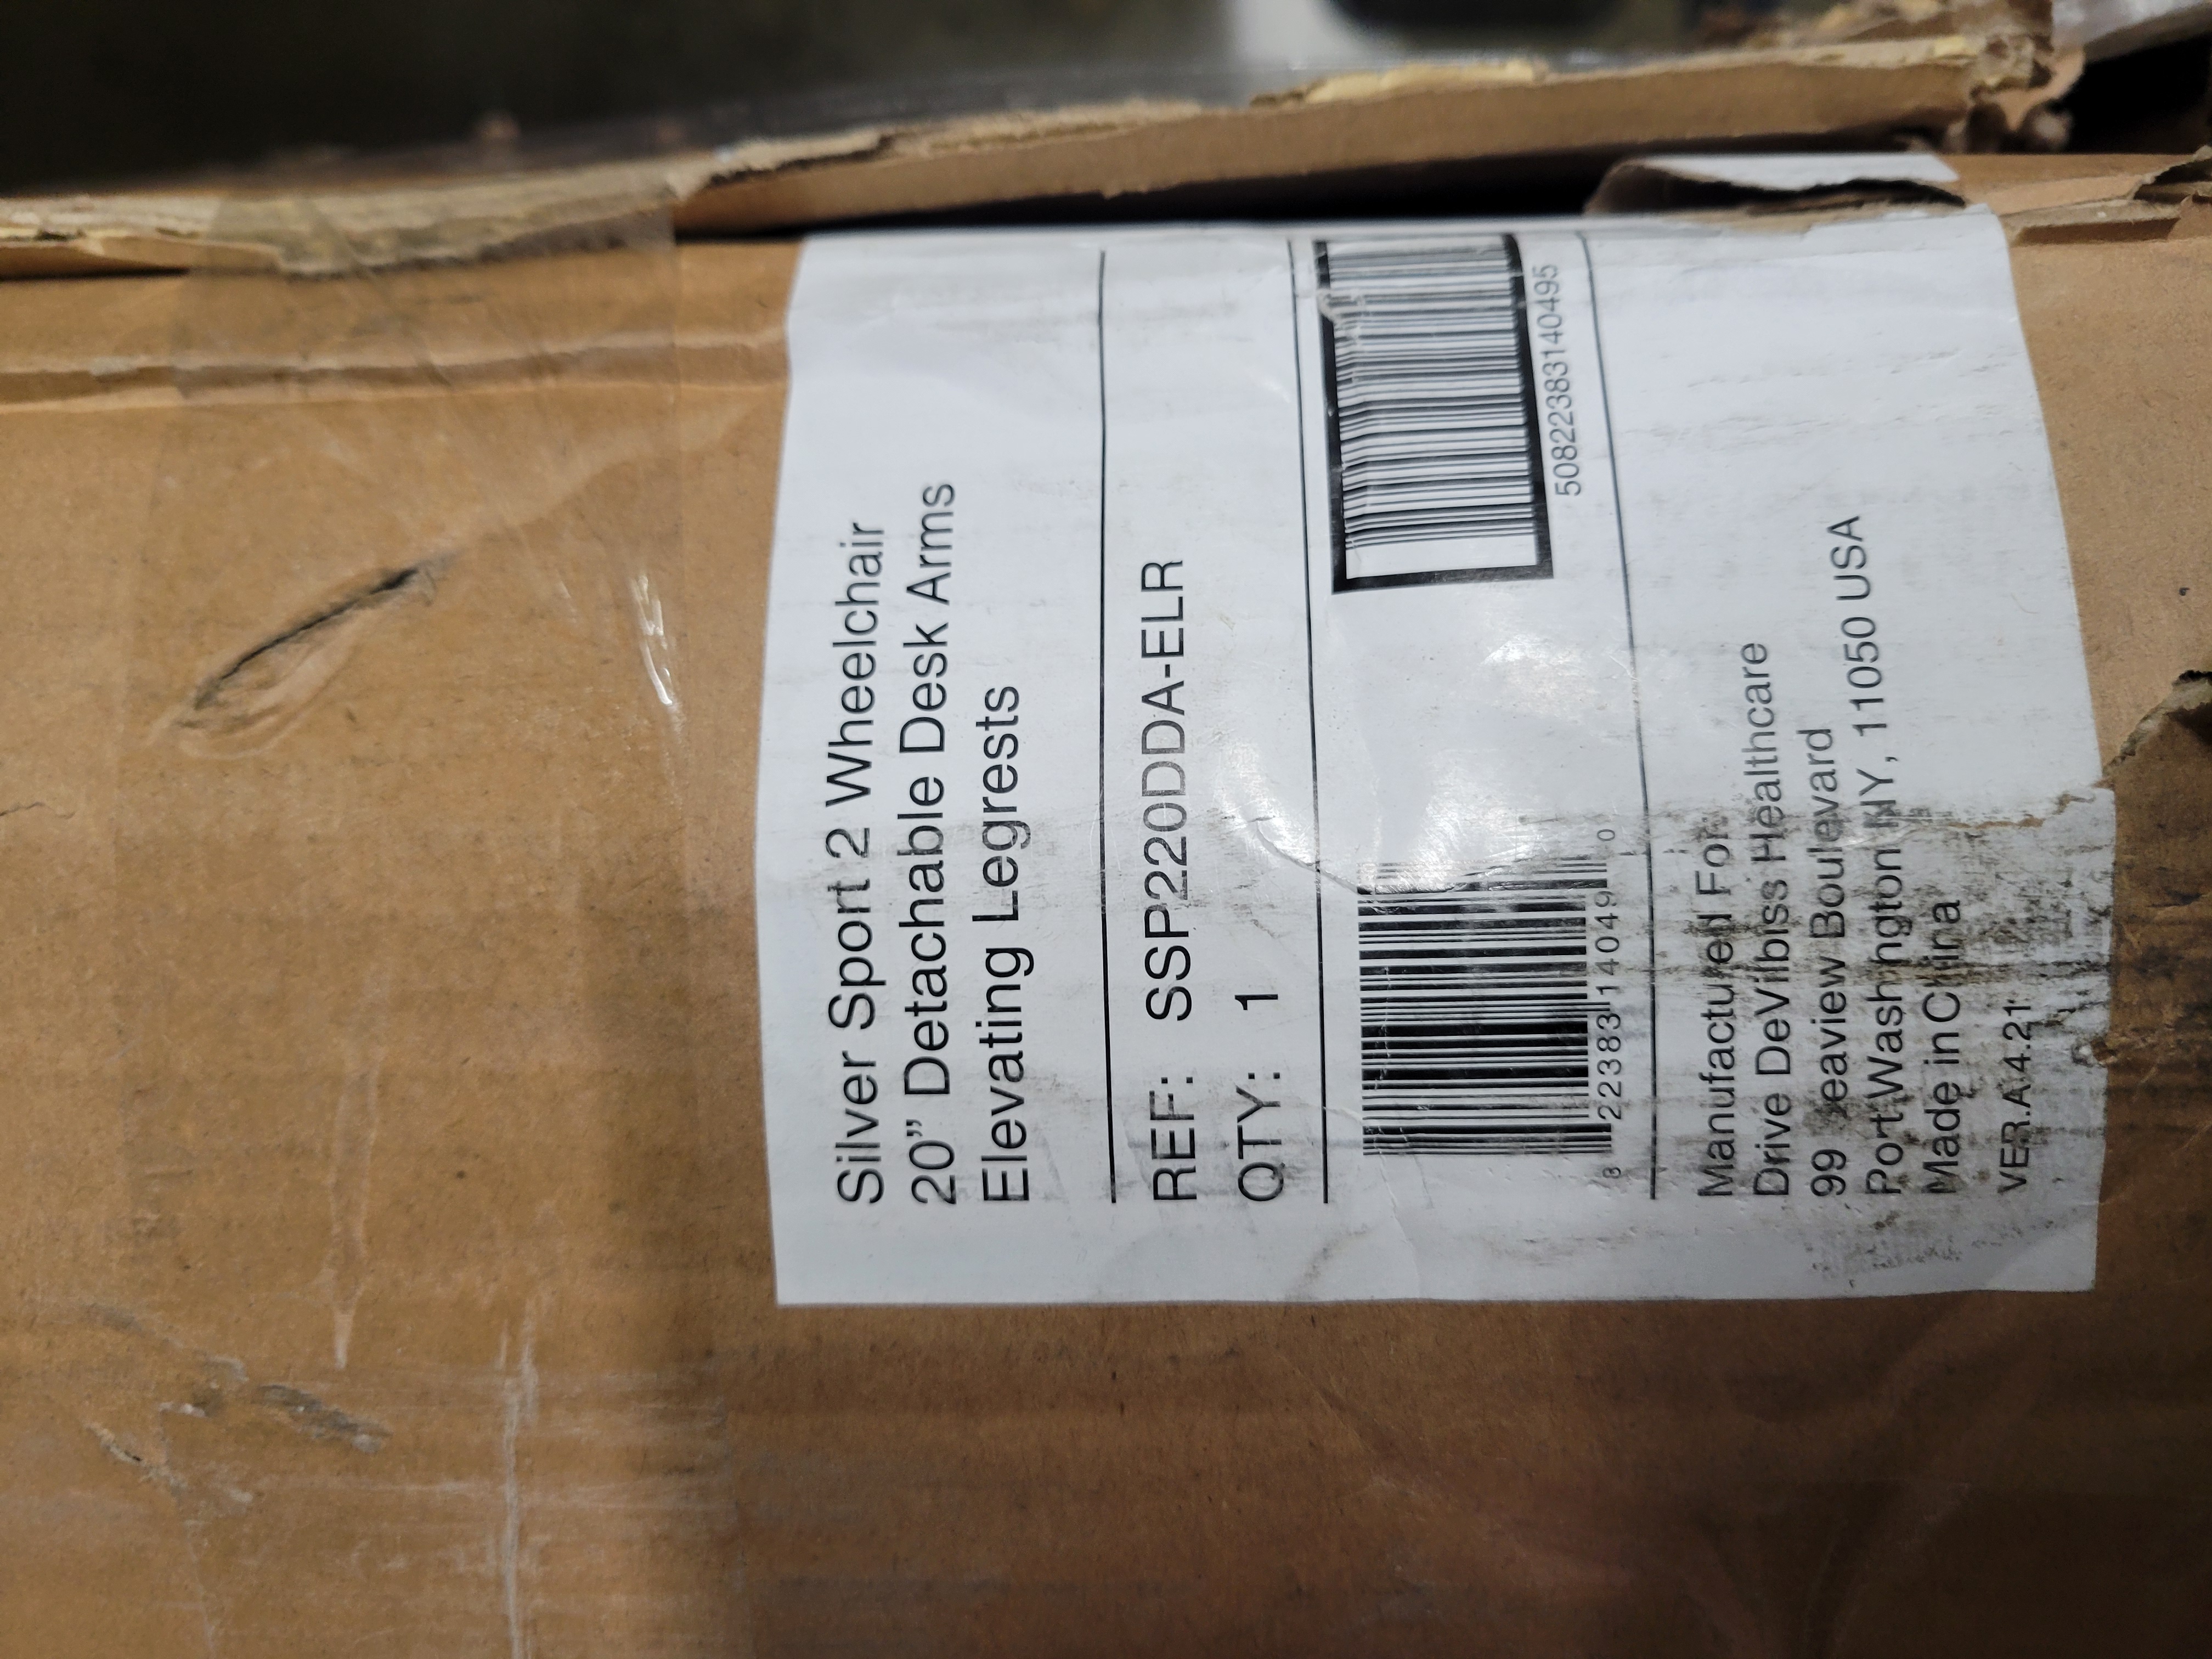 Silver Sport 2 Wheelchair
20” Detachable Desk Arms
Elevating Legrests
REF: SSP220DDA-ELR
QTY: 1
8 22383 14049 0
50822383140495
Manufactured For:
Drive DeVilbiss Healthcare
99 eaview Boulevard
Port Washington NY, 11050 USA
Made in China
VER.A.4.21